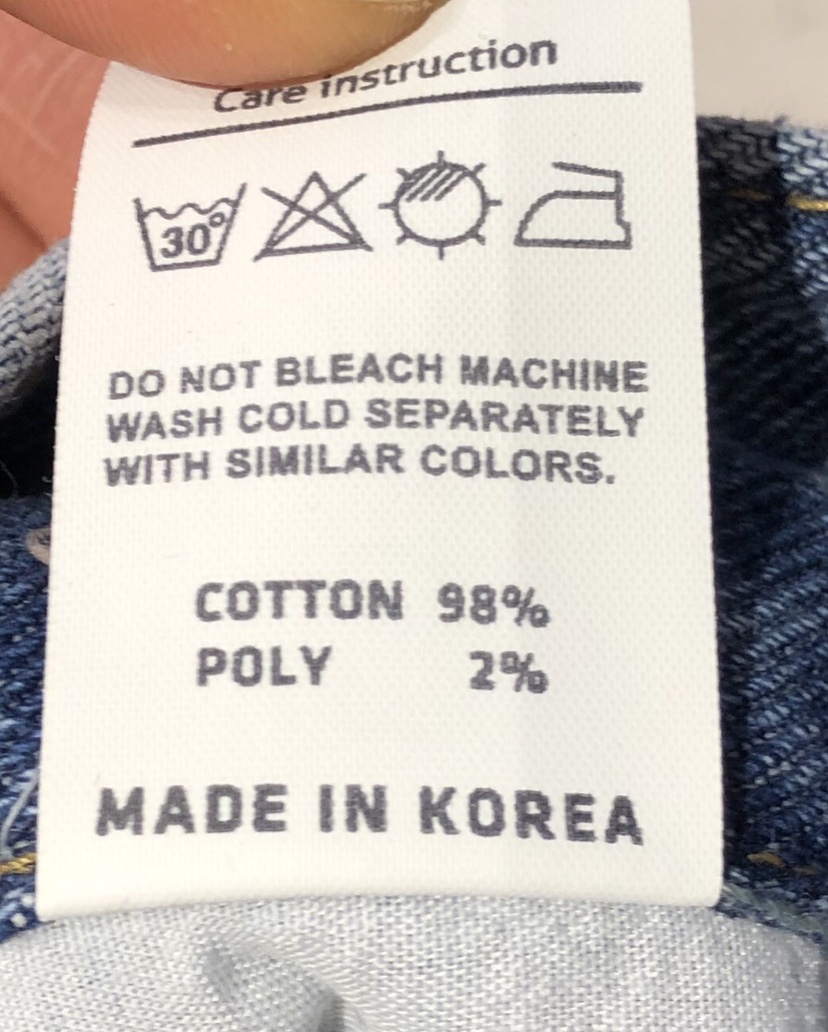 Care instruction
30°
DO NOT BLEACH MACHINE
WASH COLD SEPARATELY
WITH SIMILAR COLORS.
COTTON 98%
POLY 2%
MADE IN KOREA